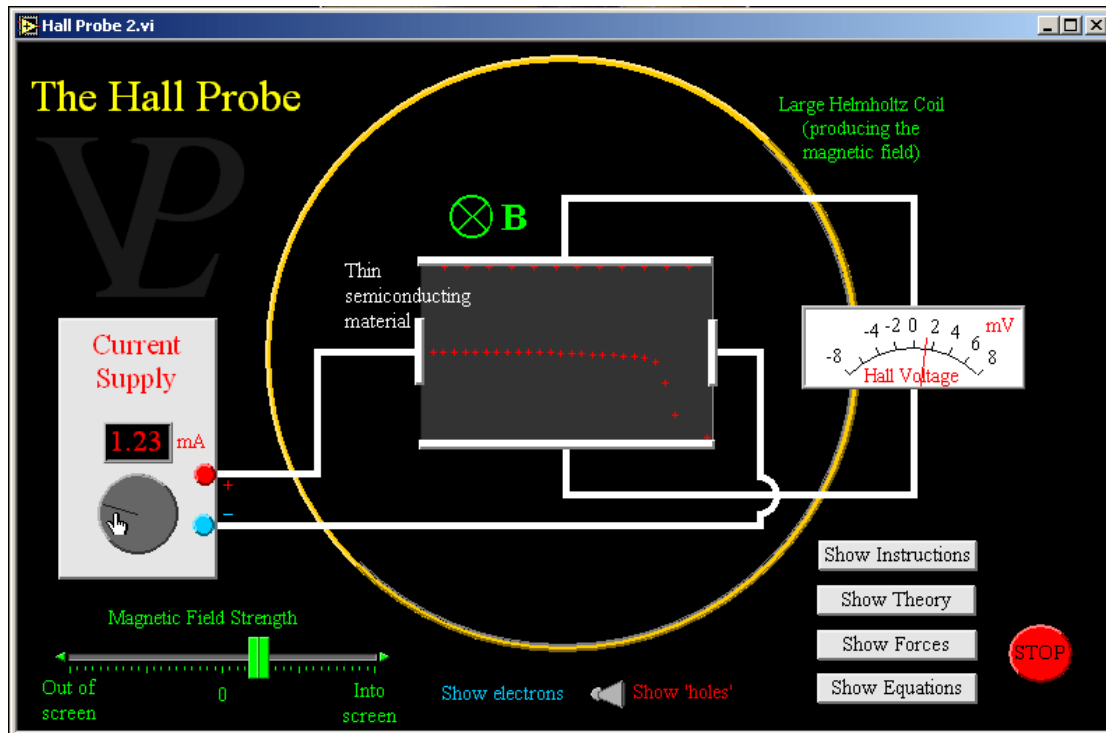 Hall Probe 2.vi
The Hall Probe
VPL
Large Helmholtz Coil
(producing the
magnetic field)
B
Thin
semiconducting
material
Current
Supply
1.23 mA
+
−
-8 -4 -2 0 2 4 6 8 mV
Hall Voltage
Magnetic Field Strength
Out of
screen
0
Into
screen
Show electrons
Show 'holes'
Show Instructions
Show Theory
Show Forces
Show Equations
STOP